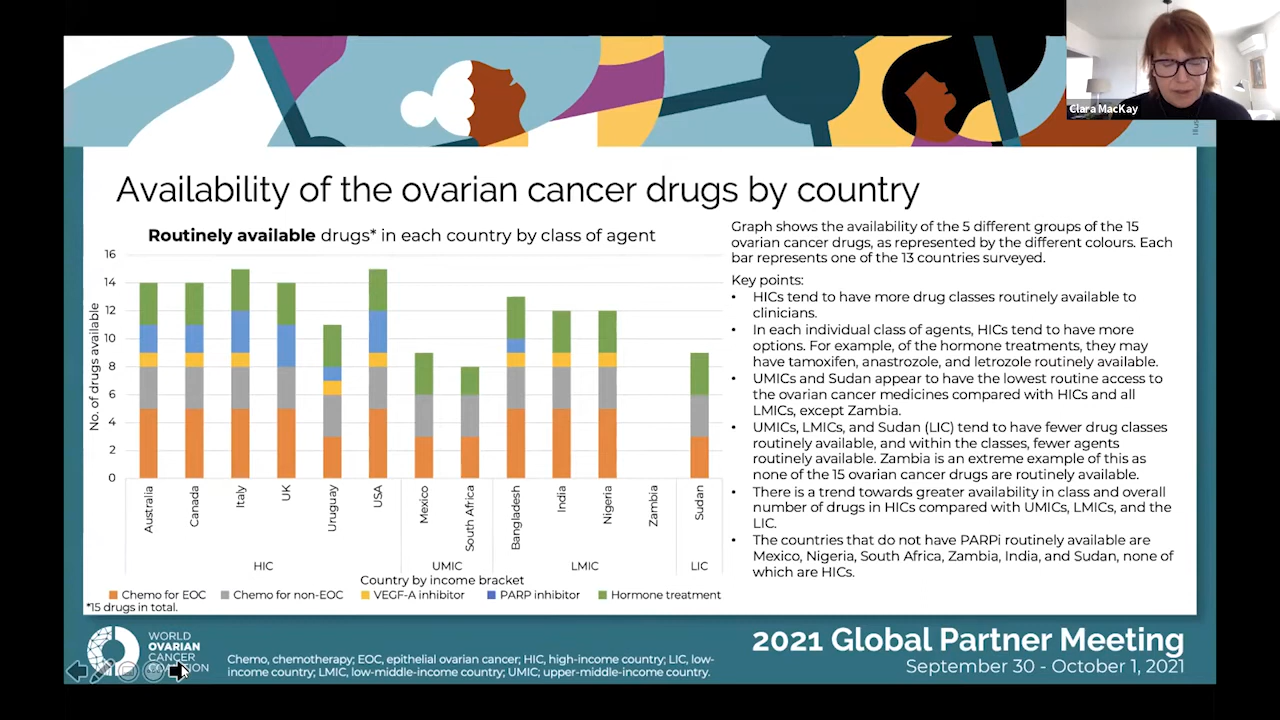 Clara MacKay
Availability of the ovarian cancer drugs by country
Routinely available drugs* in each country by class of agent
No. of drugs available
16
14
12
10
8
6
4
2
0
Australia
Canada
Italy
UK
Uruguay
USA
Mexico
South Africa
Bangladesh
India
Nigeria
Zambia
Sudan
HIC
UMIC
LMIC
LIC
Country by income bracket
Chemo for EOC
Chemo for non-EOC
VEGF-A inhibitor
PARP inhibitor
Hormone treatment
*15 drugs in total.
Graph shows the availability of the 5 different groups of the 15
ovarian cancer drugs, as represented by the different colours. Each
bar represents one of the 13 countries surveyed.
Key points:
• HICs tend to have more drug classes routinely available to
clinicians.
• In each individual class of agents, HICs tend to have more
options. For example, of the hormone treatments, they may
have tamoxifen, anastrozole, and letrozole routinely available.
• UMICs and Sudan appear to have the lowest routine access to
the ovarian cancer medicines compared with HICs and all
LMICs, except Zambia.
• UMICs, LMICs, and Sudan (LIC) tend to have fewer drug classes
routinely available, and within the classes, fewer agents
routinely available. Zambia is an extreme example of this as
none of the 15 ovarian cancer drugs are routinely available.
• There is a trend towards greater availability in class and overall
number of drugs in HICs compared with UMICs, LMICs, and the
LIC.
• The countries that do not have PARPi routinely available are
Mexico, Nigeria, South Africa, Zambia, India, and Sudan, none of
which are HICs.
WORLD
OVARIAN
CANCER
Chemo, chemotherapy; EOC, epithelial ovarian cancer; HIC, high-income country; LIC, low-
income country; LMIC, low-middle-income country; UMIC; upper-middle-income country.
2021 Global Partner Meeting
September 30 - October 1, 2021